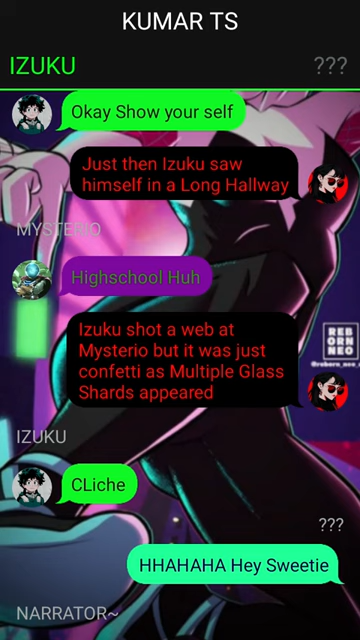 KUMAR TS
IZUKU
???
Okay Show your self
Just then Izuku saw
himself in a Long Hallway
MYSTERIO
Highschool Huh
Izuku shot a web at
Mysterio but it was just
confetti as Multiple Glass
Shards appeared
REB
ORN
NEO
IZUKU
CLiche
???
HHAHAHA Hey Sweetie
NARRATOR~